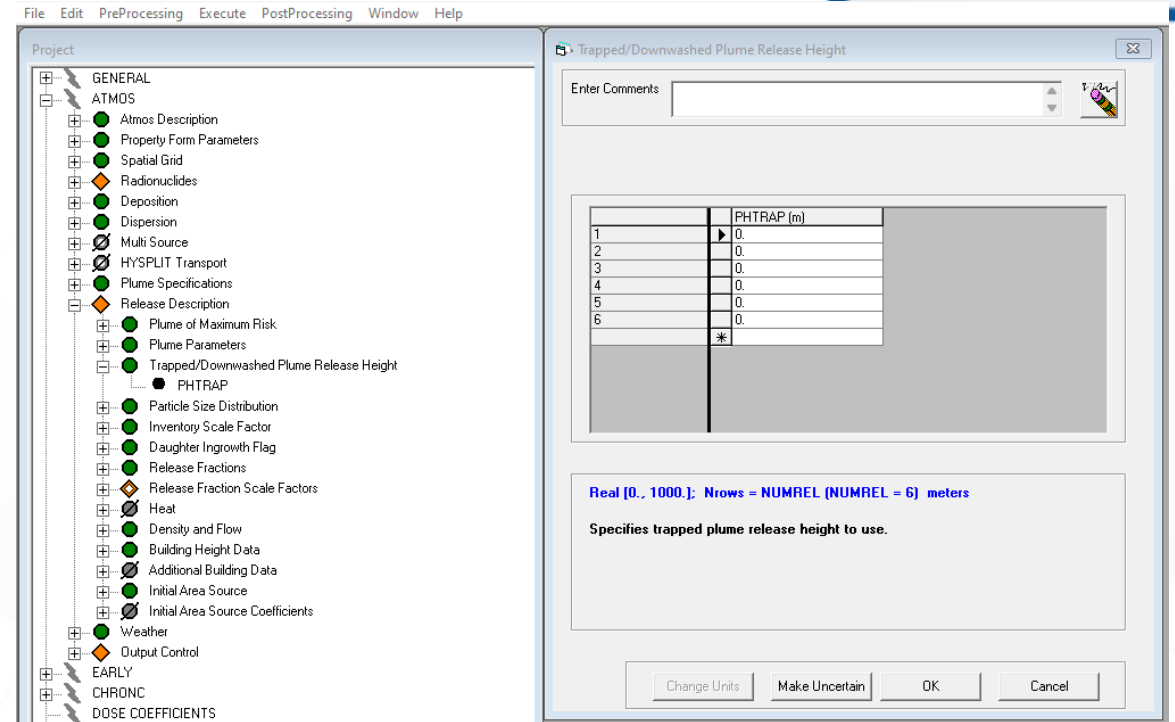 File Edit PreProcessing Execute PostProcessing Window Help
Project
GENERAL
ATMOS
Atmos Description
Property Form Parameters
Spatial Grid
Radionuclides
Deposition
Dispersion
Multi Source
HYSPLIT Transport
Plume Specifications
Release Description
Plume of Maximum Risk
Plume Parameters
Trapped/Downwashed Plume Release Height
PHTRAP
Particle Size Distribution
Inventory Scale Factor
Daughter Ingrowth Flag
Release Fractions
Release Fraction Scale Factors
Heat
Density and Flow
Building Height Data
Additional Building Data
Initial Area Source
Initial Area Source Coefficients
Weather
Output Control
EARLY
CHRONC
DOSE COEFFICIENTS
Trapped/Downwashed Plume Release Height
Enter Comments
PHTRAP (m)
1 0.
2 0.
3 0.
4 0.
5 0.
6 0.
Real [0., 1000.]; Nrows = NUMREL (NUMREL = 6) meters
Specifies trapped plume release height to use.
Change Units Make Uncertain OK Cancel